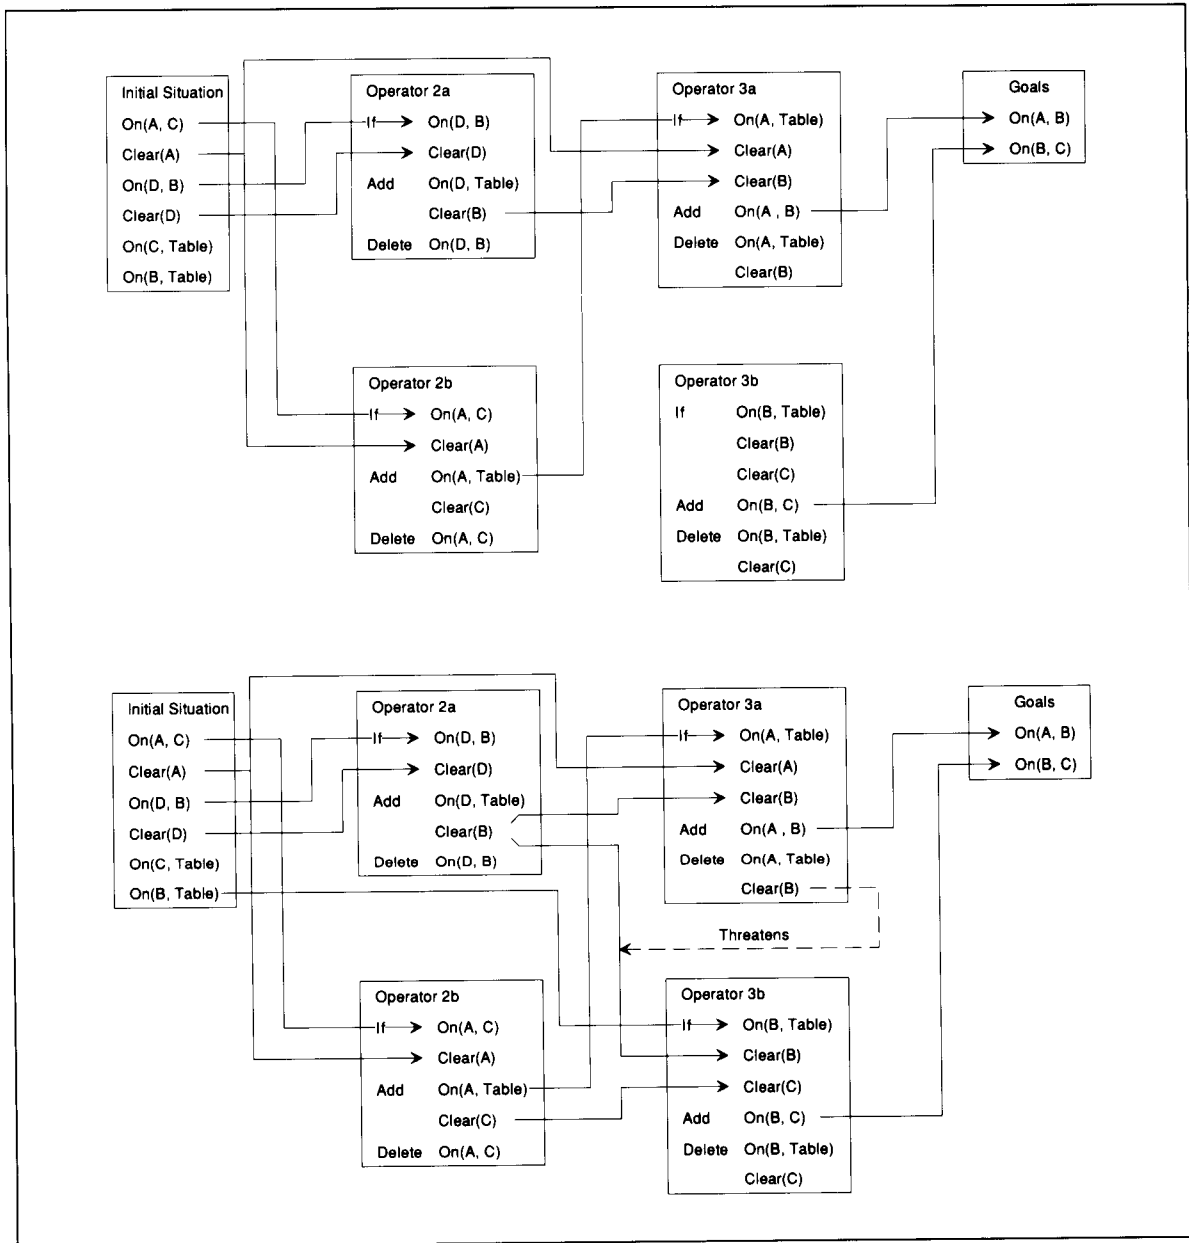 Initial Situation
On(A, C)
Clear(A)
On(D, B)
Clear(D)
On(C, Table)
On(B, Table)
Operator 2a
If On(D, B)
Clear(D)
Add On(D, Table)
Clear(B)
Delete On(D, B)
Operator 3a
If On(A, Table)
Clear(A)
Clear(B)
Add On(A , B)
Delete On(A, Table)
Clear(B)
Goals
On(A, B)
On(B, C)
Operator 2b
If On(A, C)
Clear(A)
Add On(A, Table)
Clear(C)
Delete On(A, C)
Operator 3b
If On(B, Table)
Clear(B)
Clear(C)
Add On(B, C)
Delete On(B, Table)
Clear(C)
Initial Situation
On(A, C)
Clear(A)
On(D, B)
Clear(D)
On(C, Table)
On(B, Table)
Operator 2a
If On(D, B)
Clear(D)
Add On(D, Table)
Clear(B)
Delete On(D, B)
Operator 3a
If On(A, Table)
Clear(A)
Clear(B)
Add On(A , B)
Delete On(A, Table)
Clear(B)
Goals
On(A, B)
On(B, C)
Threatens
Operator 2b
If On(A, C)
Clear(A)
Add On(A, Table)
Clear(C)
Delete On(A, C)
Operator 3b
If On(B, Table)
Clear(B)
Clear(C)
Add On(B, C)
Delete On(B, Table)
Clear(C)